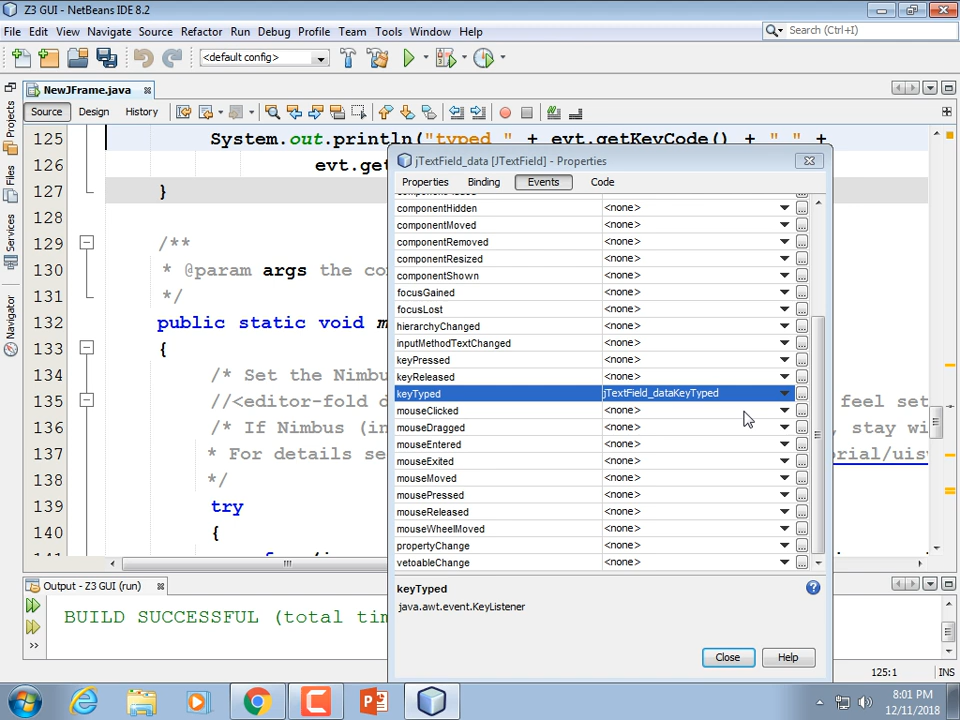 Z3 GUI - NetBeans IDE 8.2
File Edit View Navigate Source Refactor Run Debug Profile Team Tools Window Help
Search (Ctrl+I)
<default config>
NewJFrame.java
Source Design History
Projects
Files
Services
Navigator
125 System.out.println("typed " + evt.getKeyCode() + " " +
126 evt.get
127 }
128
129 /**
130 * @param args the co
131 */
132 public static void m
133 {
134 /* Set the Nimbu
135 //<editor-fold d feel set
136 /* If Nimbus (in , stay wi
137 * For details se orial/uisw
138 */
139 try
140 {
jTextField_data [JTextField] - Properties
Properties Binding Events Code
componentHidden <none>
componentMoved <none>
componentRemoved <none>
componentResized <none>
componentShown <none>
focusGained <none>
focusLost <none>
hierarchyChanged <none>
inputMethodTextChanged <none>
keyPressed <none>
keyReleased <none>
keyTyped jTextField_dataKeyTyped
mouseClicked <none>
mouseDragged <none>
mouseEntered <none>
mouseExited <none>
mouseMoved <none>
mousePressed <none>
mouseReleased <none>
mouseWheelMoved <none>
propertyChange <none>
vetoableChange <none>
keyTyped
java.awt.event.KeyListener
Close Help
Output - Z3 GUI (run)
BUILD SUCCESSFUL (total tim
125:1 INS
8:01 PM
12/11/2018